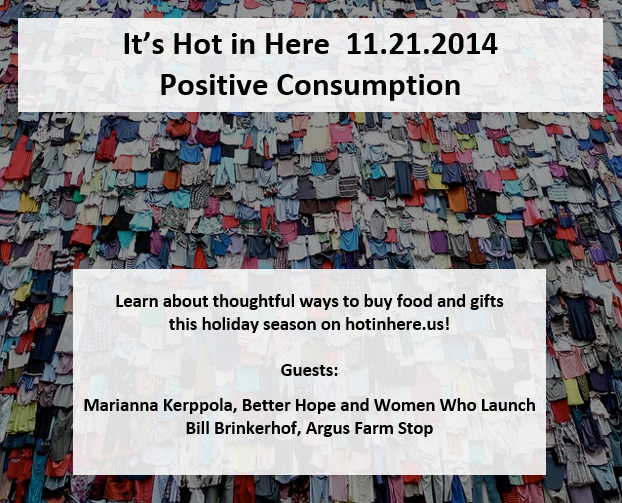 It’s Hot in Here  11.21.2014
Positive Consumption
Learn about thoughtful ways to buy food and gifts
this holiday season on hotinhere.us!
Guests:
Marianna Kerppola, Better Hope and Women Who Launch
Bill Brinkerhof, Argus Farm Stop